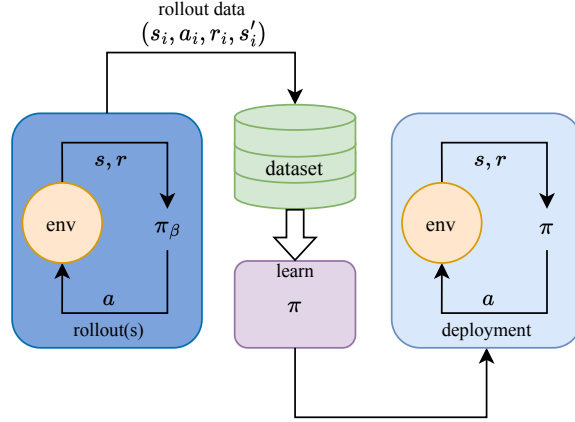 rollout data
(s_i, a_i, r_i, s'_i)
s, r
env
π_β
a
rollout(s)
dataset
learn
π
s, r
env
π
a
deployment